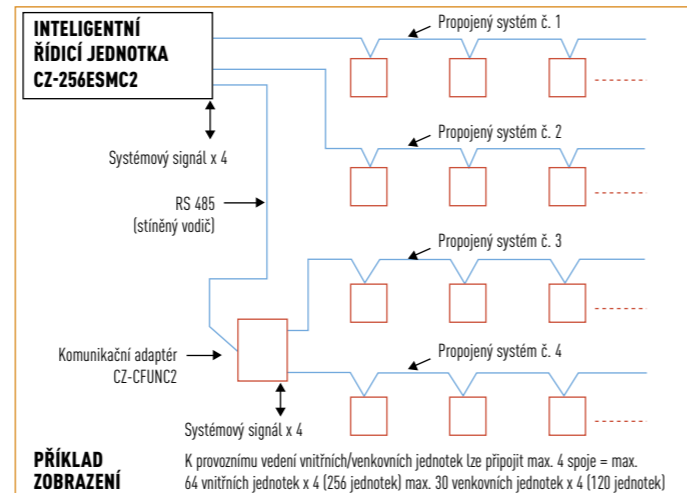 INTELIGENTNÍ
ŘÍDICÍ JEDNOTKA
CZ-256ESMC2
Propojený systém č. 1
Systémový signál x 4
Propojený systém č. 2
RS 485
(stíněný vodič)
Propojený systém č. 3
Komunikační adaptér
CZ-CFUNC2
Propojený systém č. 4
Systémový signál x 4
PŘÍKLAD
ZOBRAZENÍ
K provoznímu vedení vnitřních/venkovních jednotek lze připojit max. 4 spoje = max.
64 vnitřních jednotek x 4 (256 jednotek) max. 30 venkovních jednotek x 4 (120 jednotek)